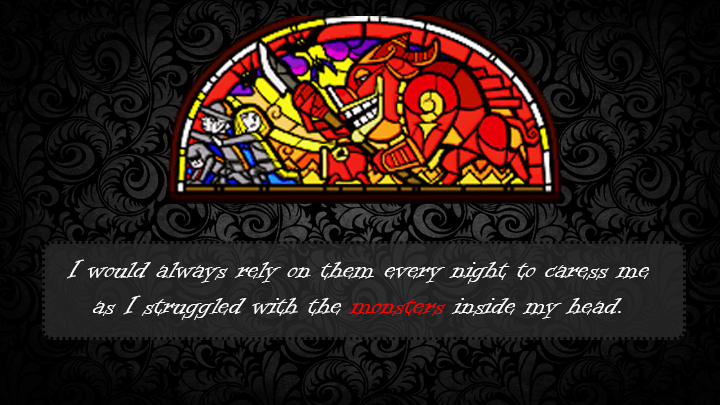 I would always rely on them every night to caress me
as I struggled with the monsters inside my head.